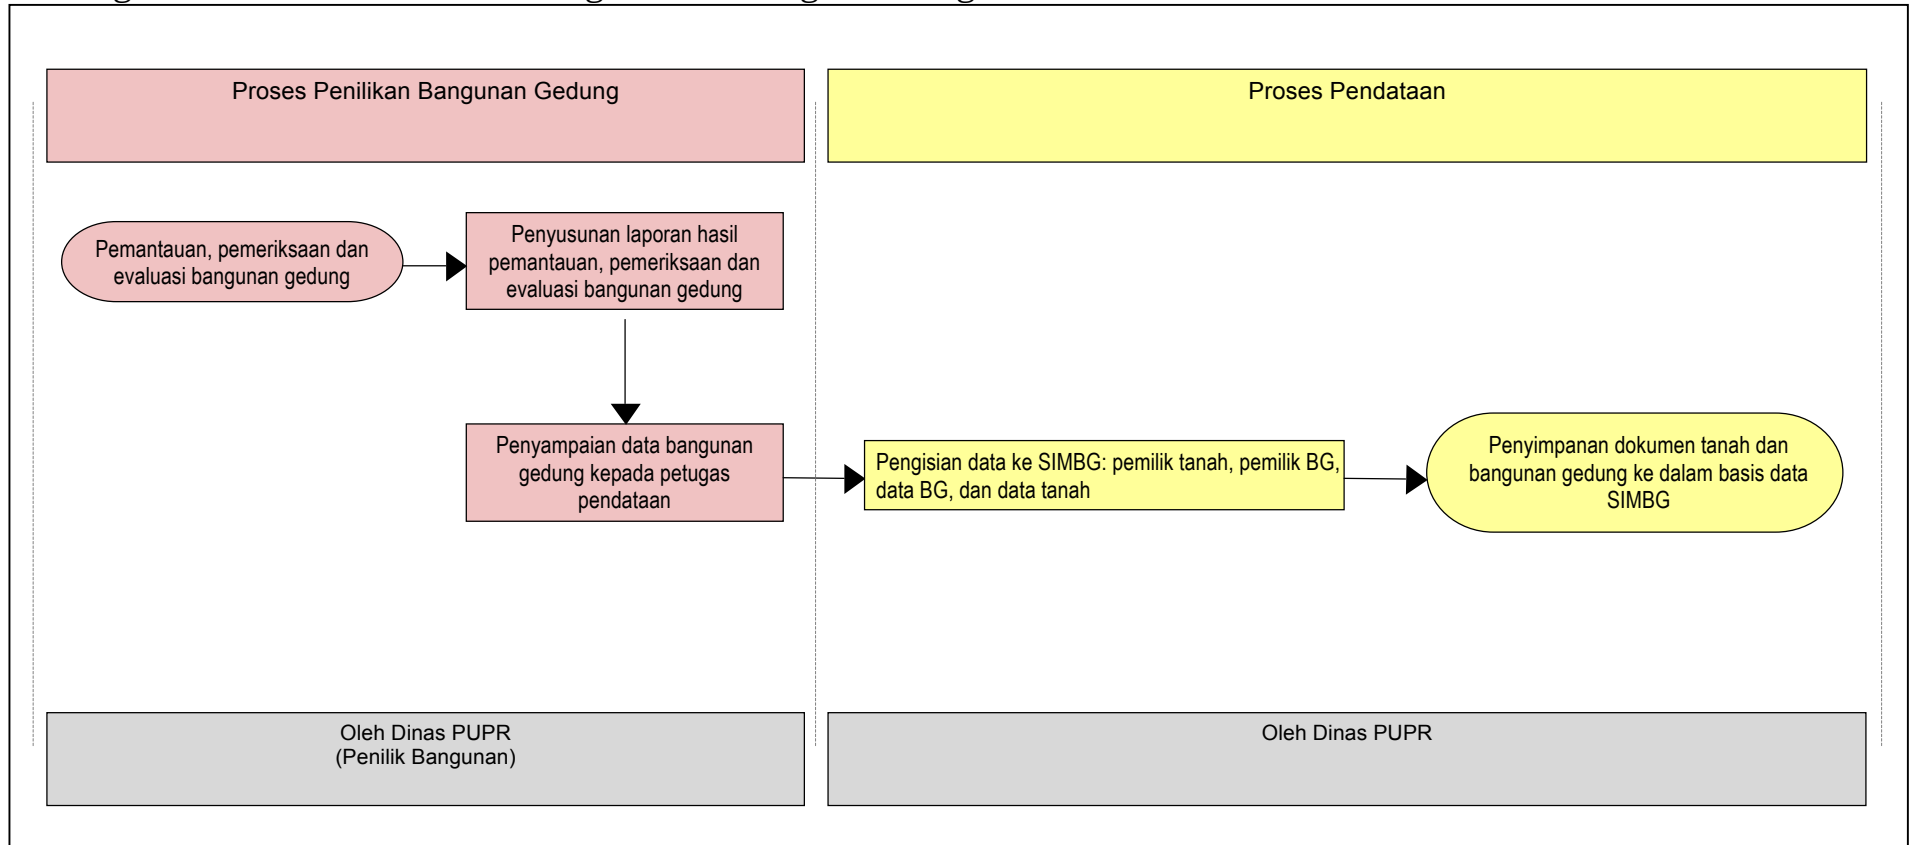 Proses Penilikan Bangunan Gedung
Proses Pendataan
Pemantauan, pemeriksaan dan
evaluasi bangunan gedung
Penyusunan laporan hasil
pemantauan, pemeriksaan dan
evaluasi bangunan gedung
Penyampaian data bangunan
gedung kepada petugas
pendataan
Pengisian data ke SIMBG: pemilik tanah, pemilik BG,
data BG, dan data tanah
Penyimpanan dokumen tanah dan
bangunan gedung ke dalam basis data
SIMBG
Oleh Dinas PUPR
(Penilik Bangunan)
Oleh Dinas PUPR